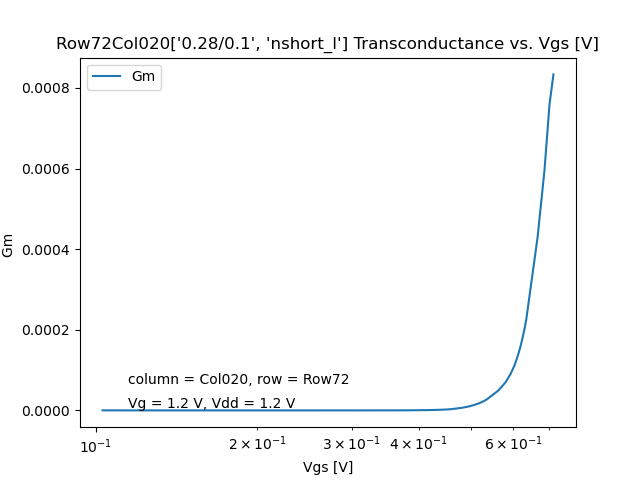 Row72Col020['0.28/0.1', 'nshort_l'] Transconductance vs. Vgs [V]
Gm
0.0008
0.0006
0.0004
0.0002
0.0000
Gm
column = Col020, row = Row72
Vg = 1.2 V, Vdd = 1.2 V
10⁻¹
2 × 10⁻¹
3 × 10⁻¹
4 × 10⁻¹
6 × 10⁻¹
Vgs [V]